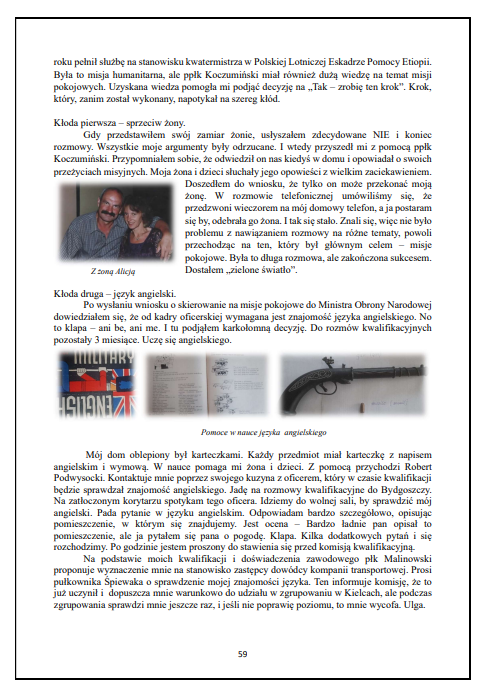 roku pełnił służbę na stanowisku kwatermistrza w Polskiej Lotniczej Eskadrze Pomocy Etiopii.
Była to misja humanitarna, ale ppłk Koczumiński miał również dużą wiedzę na temat misji
pokojowych. Uzyskana wiedza pomogła mi podjąć decyzję na „Tak – zrobię ten krok”. Krok,
który, zanim został wykonany, napotykał na szereg kłód.
Kłoda pierwsza – sprzeciw żony.
Gdy przedstawiłem swój zamiar żonie, usłyszałem zdecydowane NIE i koniec
rozmowy. Wszystkie moje argumenty były odrzucane. I wtedy przyszedł mi z pomocą ppłk
Koczumiński. Przypomniałem sobie, że odwiedził on nas kiedyś w domu i opowiadał o swoich
przeżyciach misyjnych. Moja żona i dzieci słuchały jego opowieści z wielkim zaciekawieniem.
Doszedłem do wniosku, że tylko on może przekonać moją
żonę. W rozmowie telefonicznej umówiliśmy się, że
przedzwoni wieczorem na mój domowy telefon, a ja postaram
się by, odebrała go żona. I tak się stało. Znali się, więc nie było
problemu z nawiązaniem rozmowy na różne tematy, powoli
przechodząc na ten, który był głównym celem – misje
pokojowe. Była to długa rozmowa, ale zakończona sukcesem.
Dostałem „zielone światło”.
Z żoną Alicją
Kłoda druga – język angielski.
Po wysłaniu wniosku o skierowanie na misje pokojowe do Ministra Obrony Narodowej
dowiedziałem się, że od kadry oficerskiej wymagana jest znajomość języka angielskiego. No
to klapa – ani be, ani me. I tu podjąłem karkołomną decyzję. Do rozmów kwalifikacyjnych
pozostały 3 miesiące. Uczę się angielskiego.
MILITARY
ENGLISH
Pomoce w nauce języka angielskiego
Mój dom oblepiony był karteczkami. Każdy przedmiot miał karteczkę z napisem
angielskim i wymową. W nauce pomaga mi żona i dzieci. Z pomocą przychodzi Robert
Podwysocki. Kontaktuje mnie poprzez swojego kuzyna z oficerem, który w czasie kwalifikacji
będzie sprawdzał znajomość angielskiego. Jadę na rozmowy kwalifikacyjne do Bydgoszczy.
Na zatłoczonym korytarzu spotykam tego oficera. Idziemy do wolnej sali, by sprawdzić mój
angielski. Pada pytanie w języku angielskim. Odpowiadam bardzo szczegółowo, opisując
pomieszczenie, w którym się znajdujemy. Jest ocena – Bardzo ładnie pan opisał to
pomieszczenie, ale ja pytałem się pana o pogodę. Klapa. Kilka dodatkowych pytań i się
rozchodzimy. Po godzinie jestem proszony do stawienia się przed komisją kwalifikacyjną.
Na podstawie moich kwalifikacji i doświadczenia zawodowego płk Malinowski
proponuje wyznaczenie mnie na stanowisko zastępcy dowódcy kompanii transportowej. Prosi
pułkownika Śpiewaka o sprawdzenie mojej znajomości języka. Ten informuje komisję, że to
już uczynił i dopuszcza mnie warunkowo do udziału w zgrupowaniu w Kielcach, ale podczas
zgrupowania sprawdzi mnie jeszcze raz, i jeśli nie poprawię poziomu, to mnie wycofa. Ulga.
59